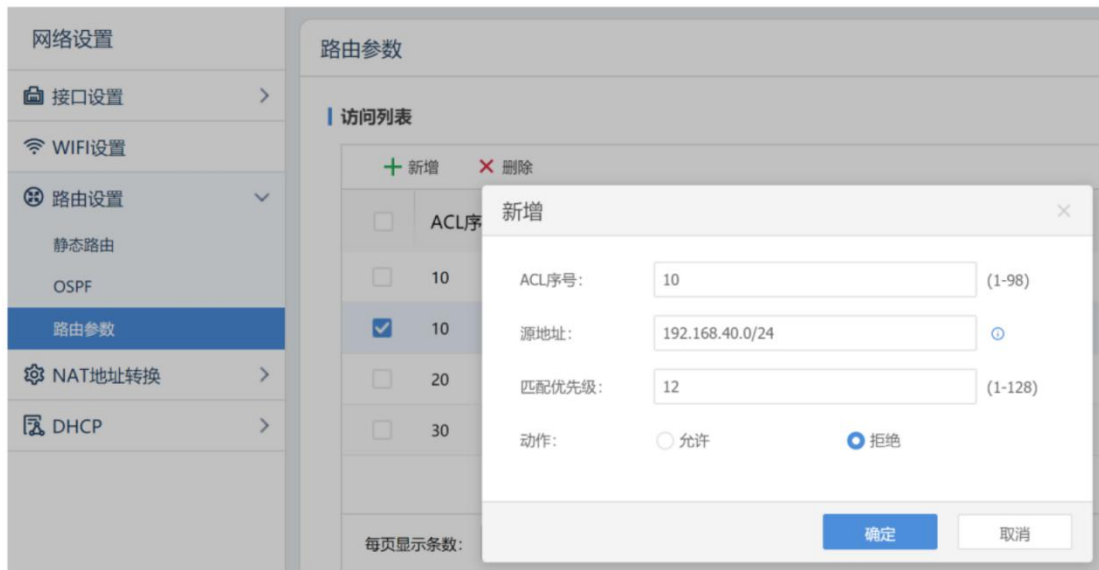 网络设置
接口设置
WIFI设置
路由设置
静态路由
OSPF
路由参数
NAT地址转换
DHCP
路由参数
访问列表
新增 删除
ACL序
10
10
20
30
每页显示条数:
新增
ACL序号: 10 (1-98)
源地址: 192.168.40.0/24
匹配优先级: 12 (1-128)
动作: 允许 拒绝
确定 取消